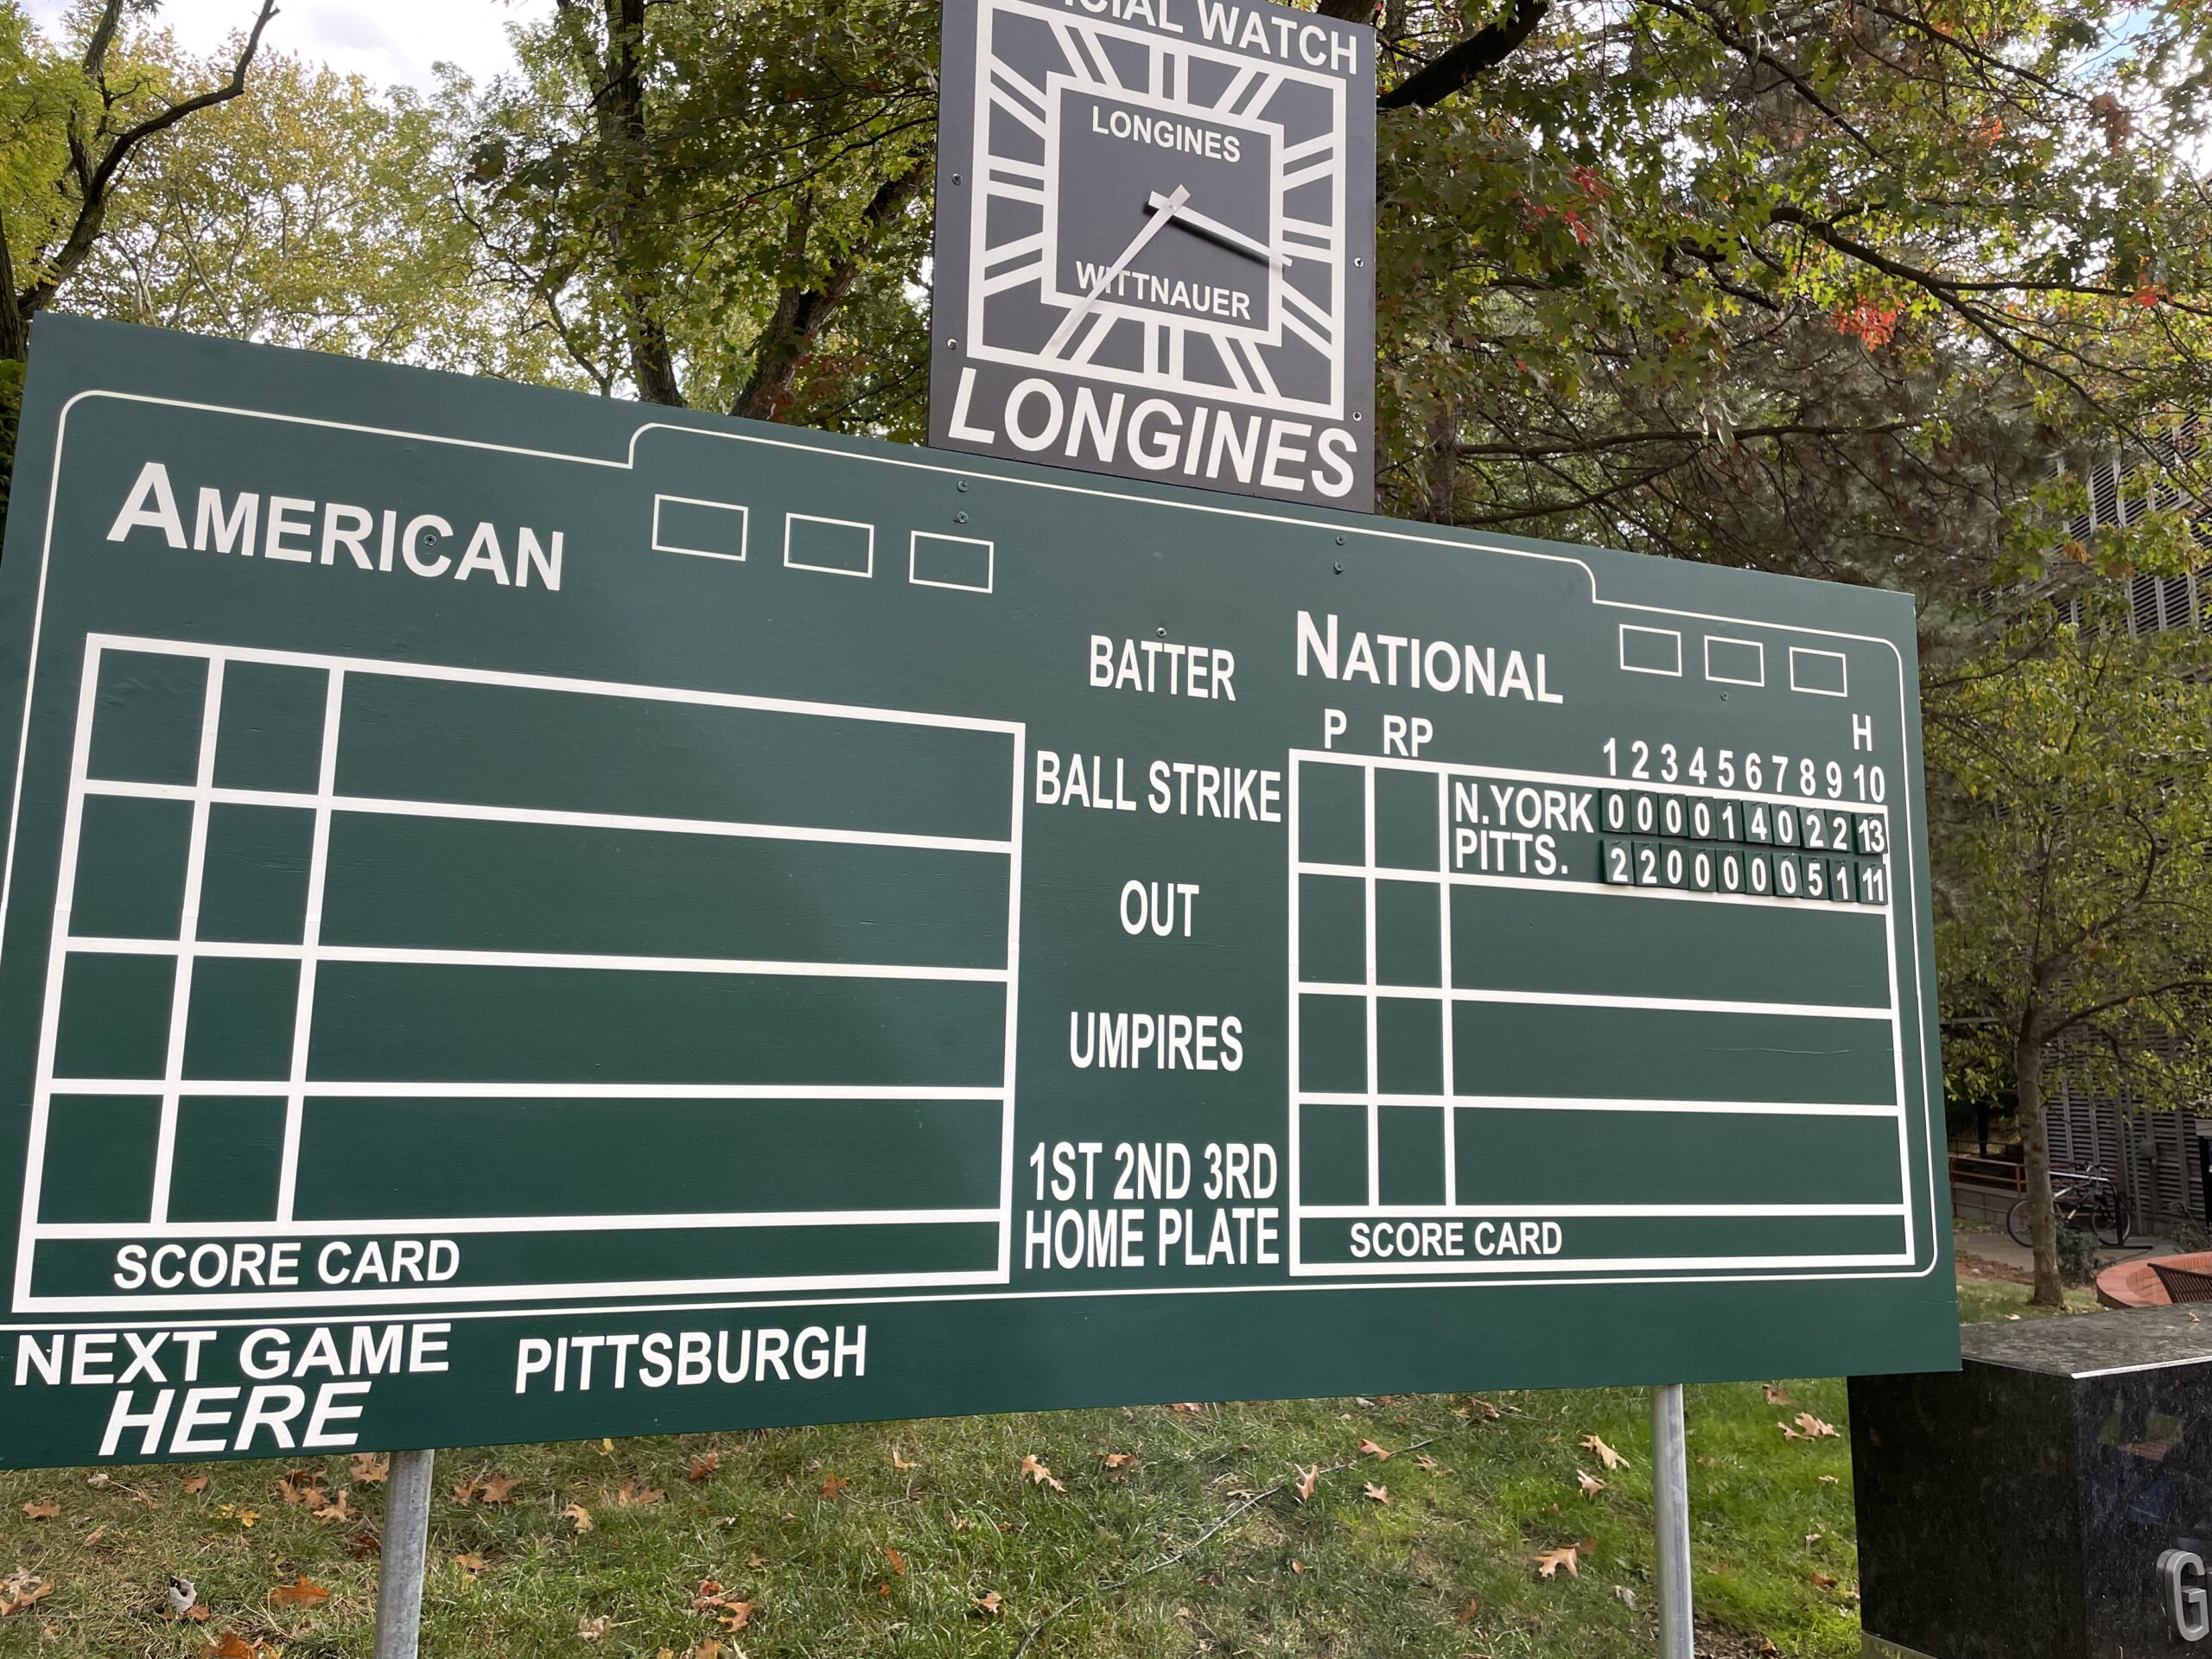 WATCH
LONGINES
WITTNAUER
LONGINES
AMERICAN
BATTER
NATIONAL
P RP H
1 2 3 4 5 6 7 8 9 10
N.YORK 0 0 0 0 1 4 0 2 2 13
PITTS. 2 2 0 0 0 0 0 5 1 11
BALL STRIKE
OUT
UMPIRES
1ST 2ND 3RD
HOME PLATE
SCORE CARD
SCORE CARD
NEXT GAME
HERE
PITTSBURGH
G